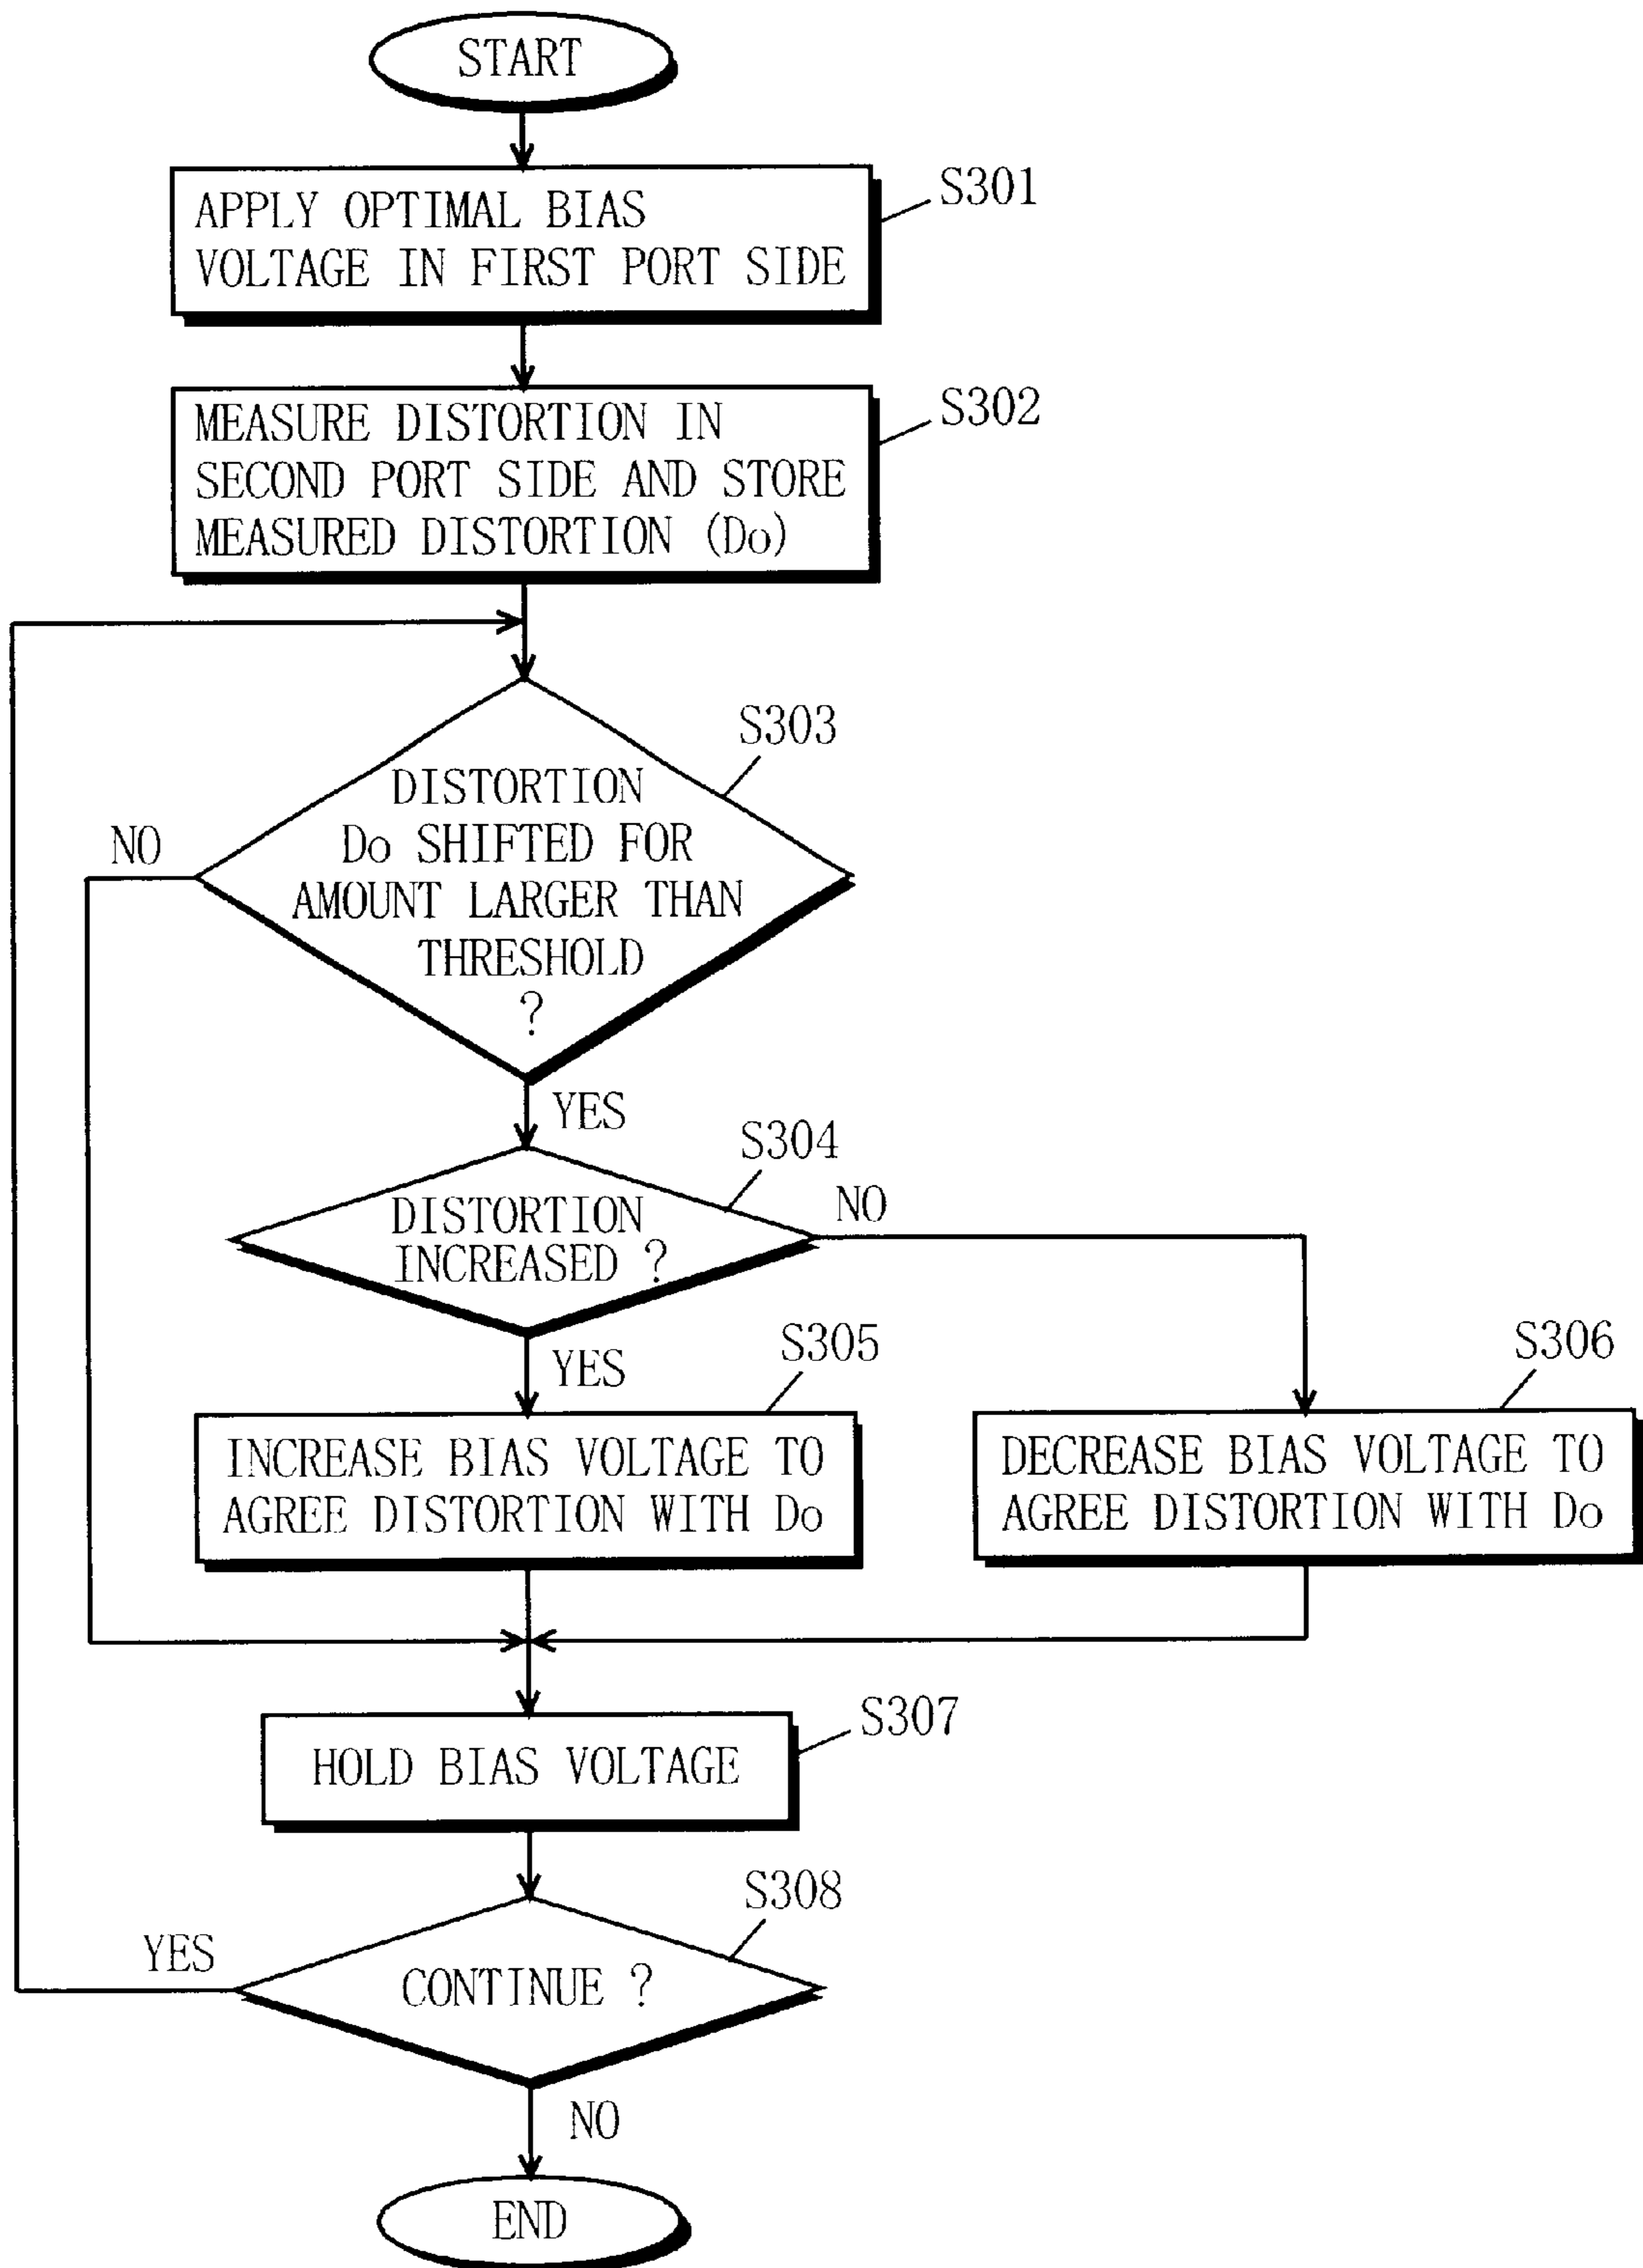 START
S301
APPLY OPTIMAL BIAS
VOLTAGE IN FIRST PORT SIDE
S302
MEASURE DISTORTION IN
SECOND PORT SIDE AND STORE
MEASURED DISTORTION (Do)
S303
DISTORTION
Do SHIFTED FOR
AMOUNT LARGER THAN
THRESHOLD
?
NO
YES
S304
DISTORTION
INCREASED ?
NO
YES
S305
INCREASE BIAS VOLTAGE TO
AGREE DISTORTION WITH Do
S306
DECREASE BIAS VOLTAGE TO
AGREE DISTORTION WITH Do
S307
HOLD BIAS VOLTAGE
S308
YES
CONTINUE ?
NO
END